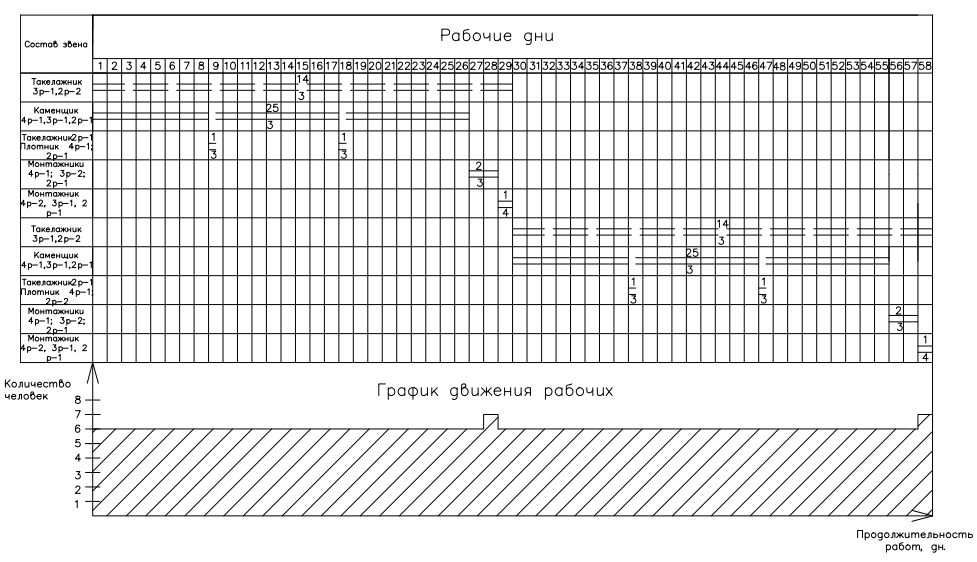 Состав звена
Рабочие дни
1 2 3 4 5 6 7 8 9 10 11 12 13 14 15 16 17 18 19 20 21 22 23 24 25 26 27 28 29 30 31 32 33 34 35 36 37 38 39 40 41 42 43 44 45 46 47 48 49 50 51 52 53 54 55 56 57 58
Такелажник
3р-1,2р-2
14
3
Каменщик
4р-1,3р-1,2р-1
25
3
Такелажник2р-1
Плотник 4р-1;
2р-1
1 1
3 3
Монтажники
4р-1; 3р-2;
2р-1
2
3
Монтажник
4р-2, 3р-1, 2
р-1
1
4
Такелажник
3р-1,2р-2
14
3
Каменщик
4р-1,3р-1,2р-1
25
3
Такелажник2р-1
Плотник 4р-1;
2р-2
1 1
3 3
Монтажники
4р-1; 3р-2;
2р-1
2
3
Монтажник
4р-2, 3р-1, 2
р-1
1
4
Количество
человек
График движения рабочих
8
7
6
5
4
3
2
1
Продолжительность
работ, дн.